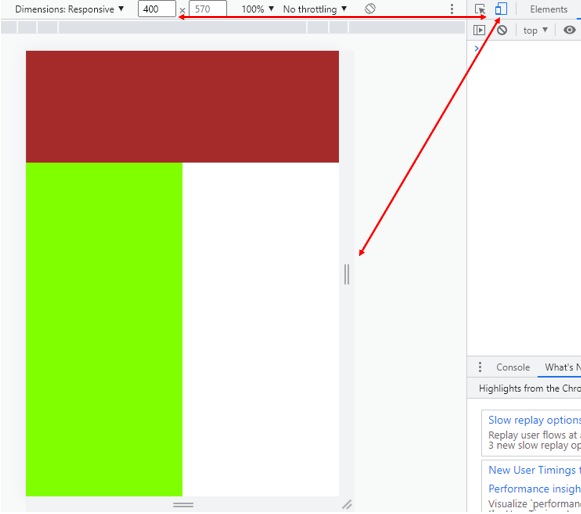 Dimensions: Responsive ▼ 400 × 570 100% ▼ No throttling ▼ Elements
top ▼
Console What's N
Highlights from the Chro
Slow replay options
Replay user flows at a
3 new slow replay op
New User Timings t
Performance insigh
Visualize `performan